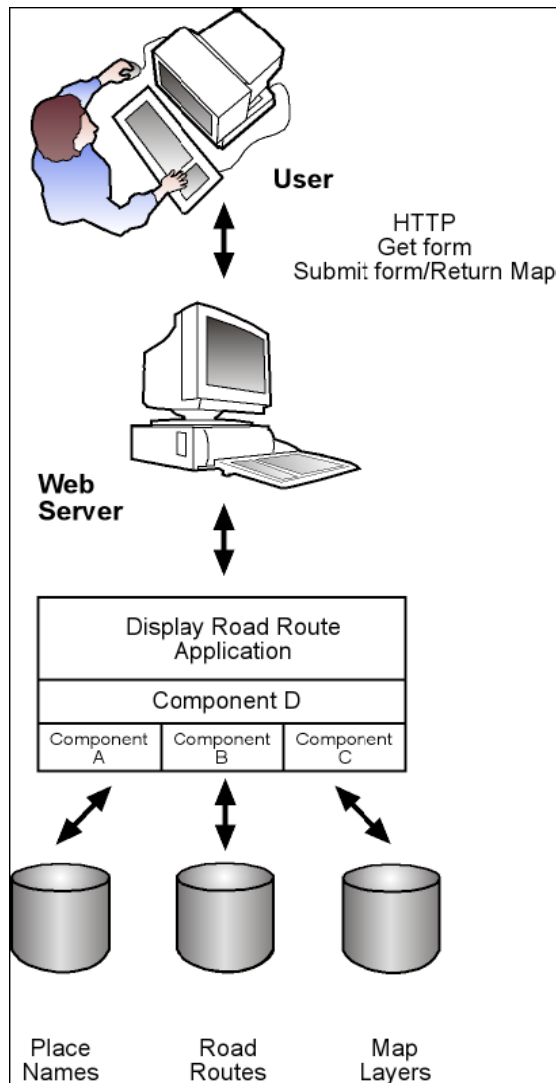 User
HTTP
Get form
Submit form/Return Map
Web
Server
Display Road Route
Application
Component D
Component
A
Component
B
Component
C
Place
Names
Road
Routes
Map
Layers